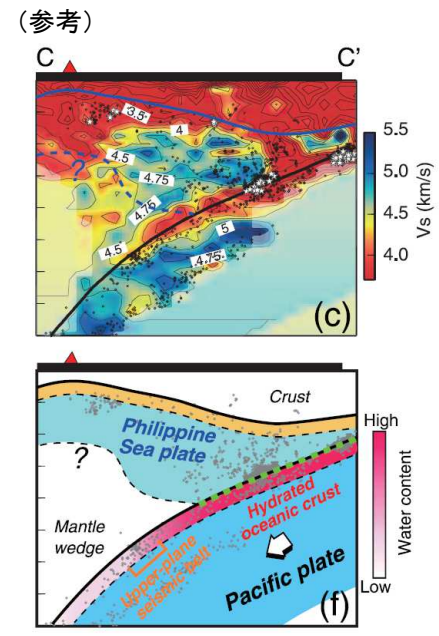 （参考）
C
C'
3.5
4
4.5
?
4.75
4.75
5
4.5
4.75
5.5
5.0
4.5
4.0
Vs (km/s)
(c)
Crust
Philippine
Sea plate
?
Hydrated
oceanic crust
Mantle
wedge
Upper-plane
seismic belt
Pacific plate
High
Water content
Low
(f)